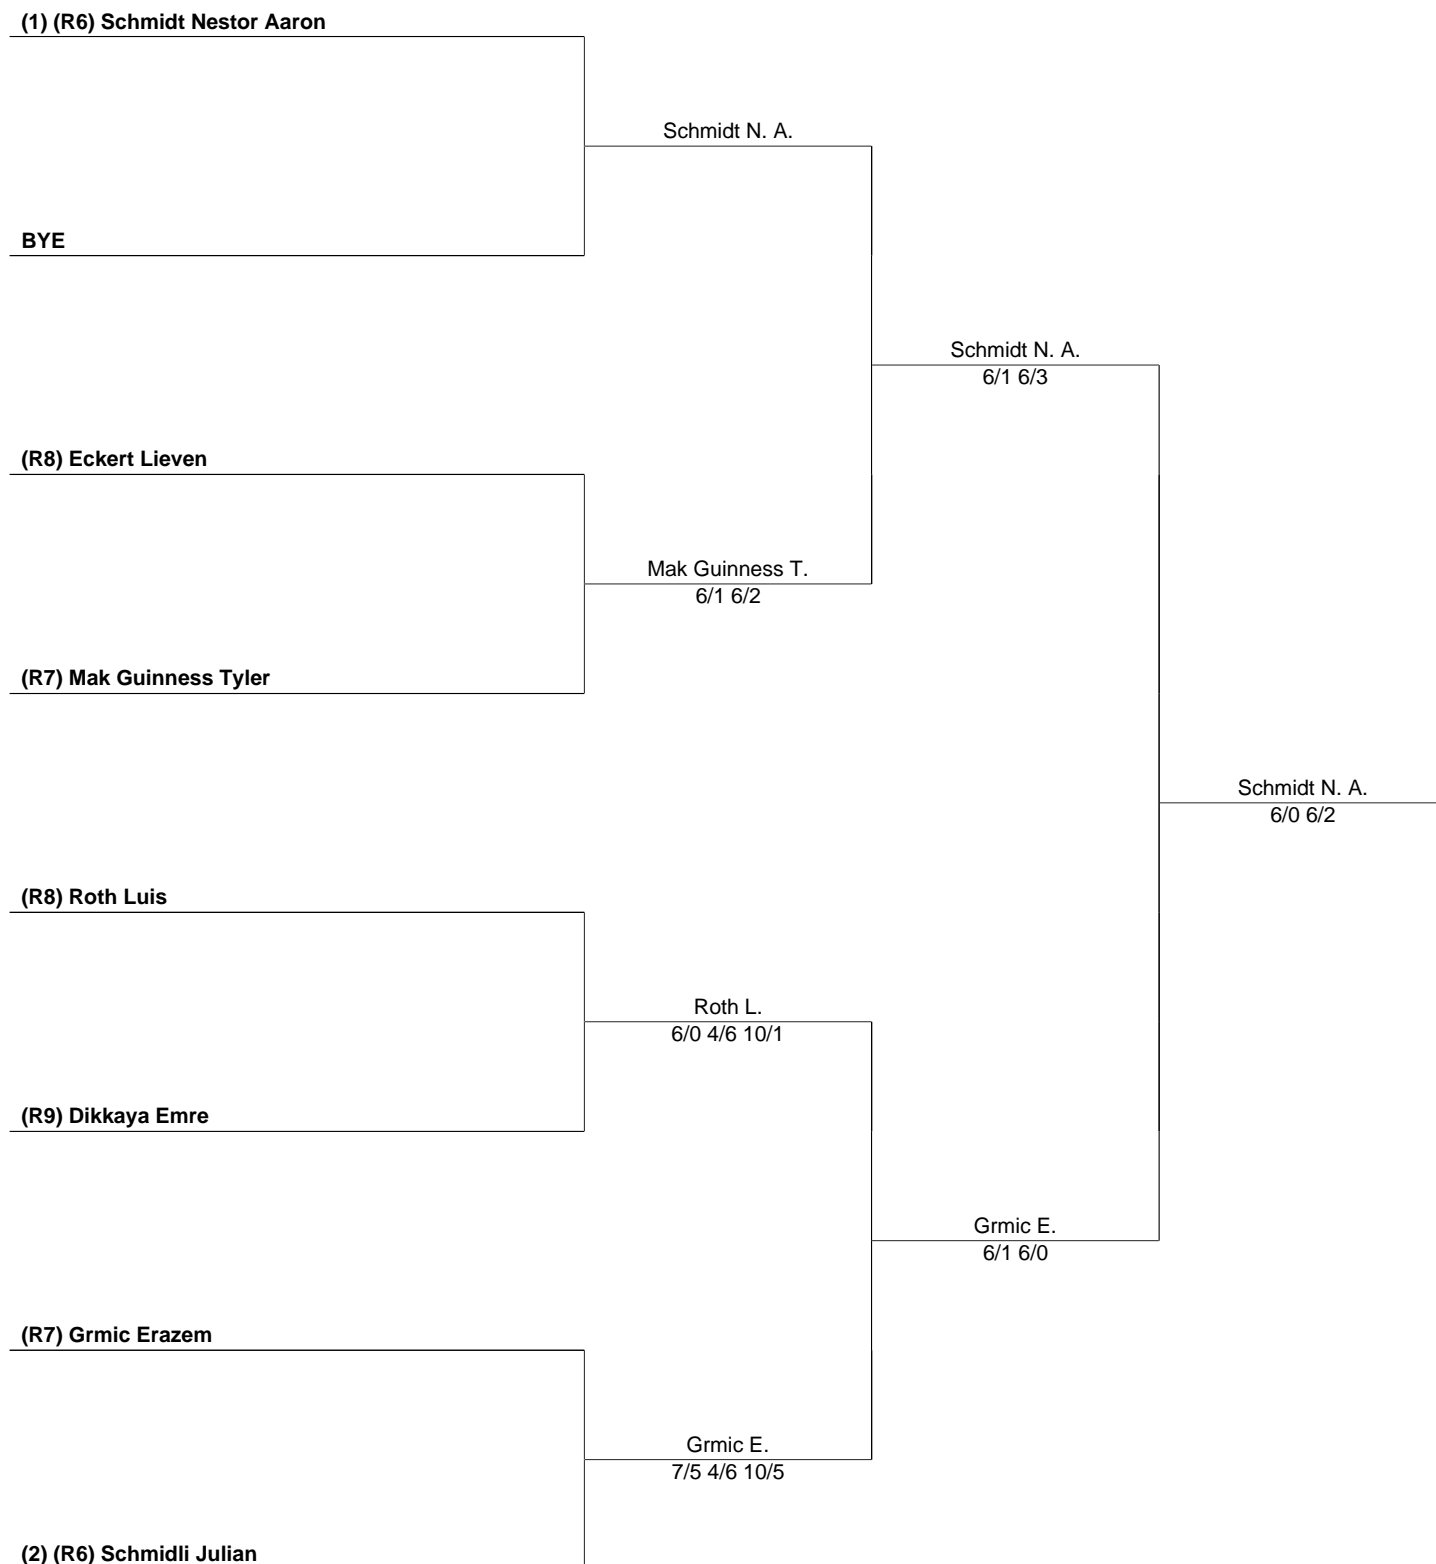 (1) (R6) Schmidt Nestor Aaron
Schmidt N. A.
BYE
Schmidt N. A.
6/1 6/3
(R8) Eckert Lieven
Mak Guinness T.
6/1 6/2
(R7) Mak Guinness Tyler
Schmidt N. A.
6/0 6/2
(R8) Roth Luis
Roth L.
6/0 4/6 10/1
(R9) Dikkaya Emre
Grmic E.
6/1 6/0
(R7) Grmic Erazem
Grmic E.
7/5 4/6 10/5
(2) (R6) Schmidli Julian